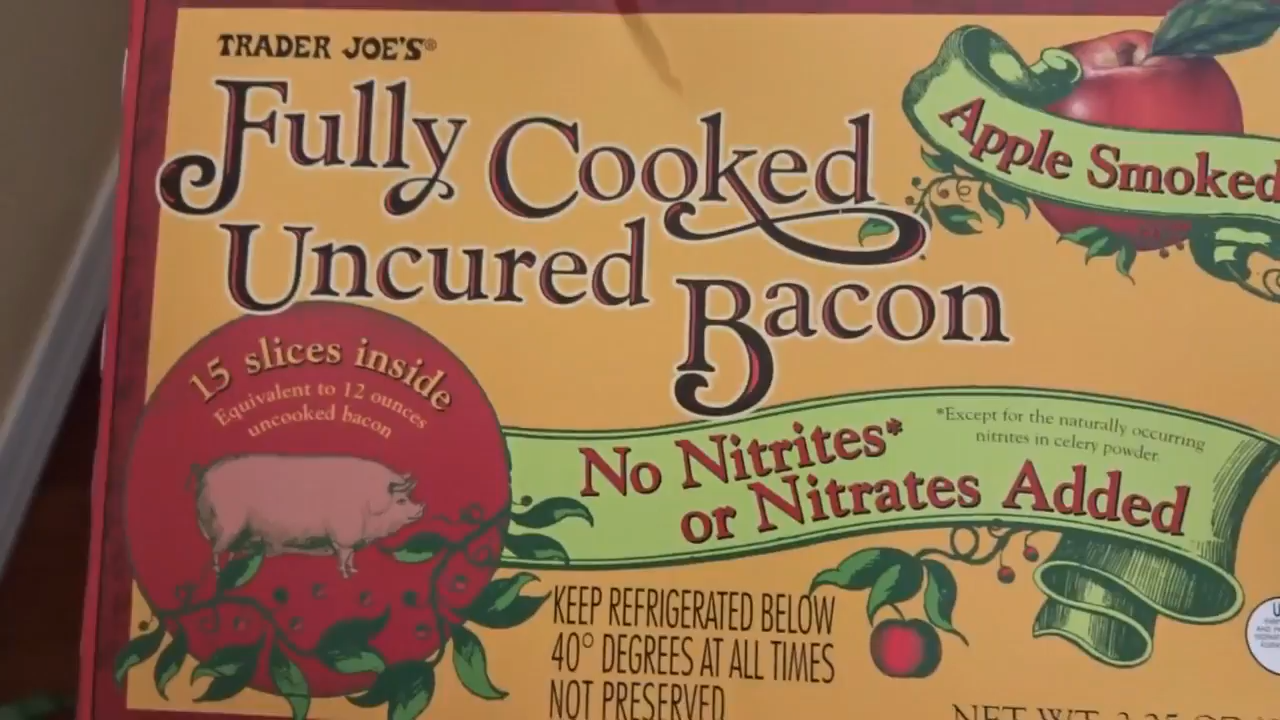 TRADER JOE'S®
Fully Cooked
Uncured
Bacon
Apple Smoked
15 slices inside
Equivalent to 12 ounces
uncooked bacon
No Nitrites*
or Nitrates Added
*Except for the naturally occurring
nitrites in celery powder.
KEEP REFRIGERATED BELOW
40° DEGREES AT ALL TIMES
NOT PRESERVED
NET WT.